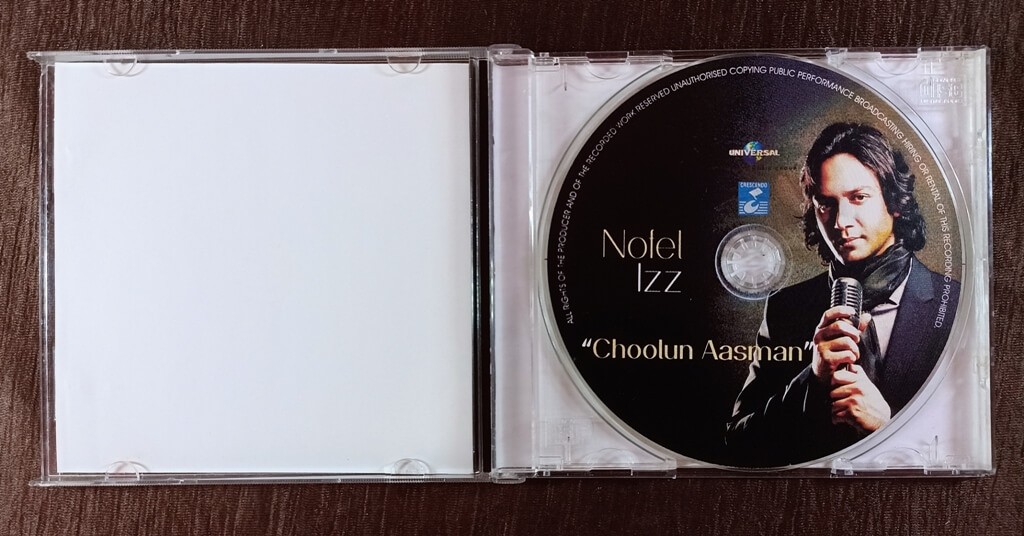 ALL RIGHTS OF THE PRODUCER AND OF THE RECORDED WORK RESERVED UNAUTHORISED COPYING PUBLIC PERFORMANCE BROADCASTING HIRING OR RENTAL OF THIS RECORDING PROHIBITED.
UNIVERSAL
CRESCENDO
Nofel
Izz
“Choolun Aasman”